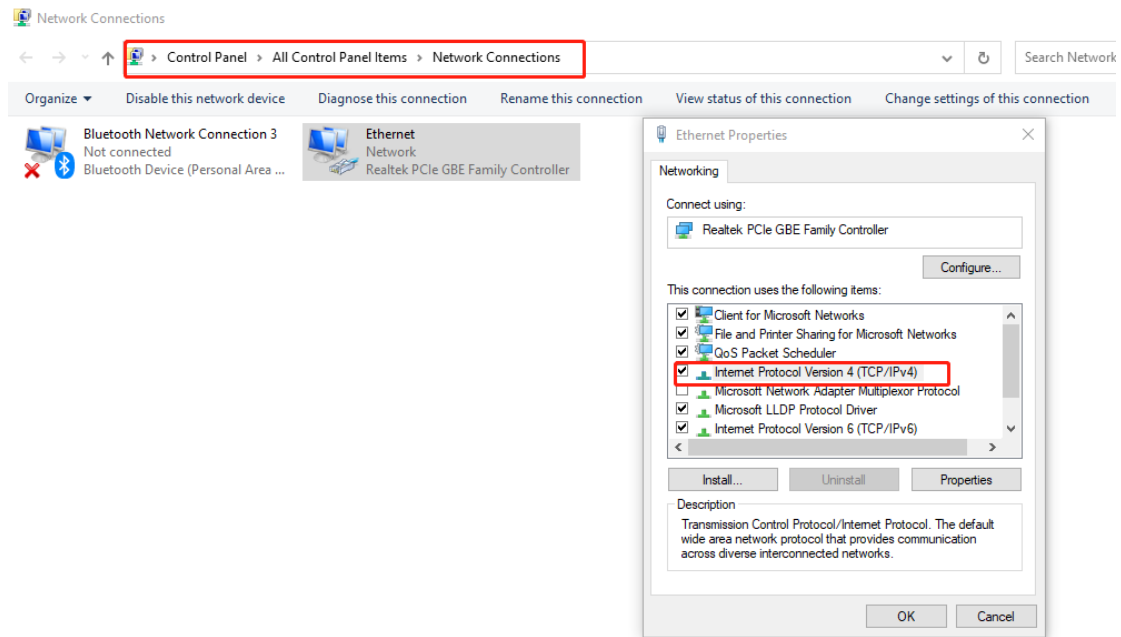 Network Connections
Control Panel > All Control Panel Items > Network Connections
Search Network
Organize
Disable this network device
Diagnose this connection
Rename this connection
View status of this connection
Change settings of this connection
Bluetooth Network Connection 3
Not connected
Bluetooth Device (Personal Area ...
Ethernet
Network
Realtek PCIe GBE Family Controller
Ethernet Properties
Networking
Connect using:
Realtek PCIe GBE Family Controller
Configure...
This connection uses the following items:
Client for Microsoft Networks
File and Printer Sharing for Microsoft Networks
QoS Packet Scheduler
Internet Protocol Version 4 (TCP/IPv4)
Microsoft Network Adapter Multiplexor Protocol
Microsoft LLDP Protocol Driver
Internet Protocol Version 6 (TCP/IPv6)
Install...
Uninstall
Properties
Description
Transmission Control Protocol/Internet Protocol. The default
wide area network protocol that provides communication
across diverse interconnected networks.
OK
Cancel